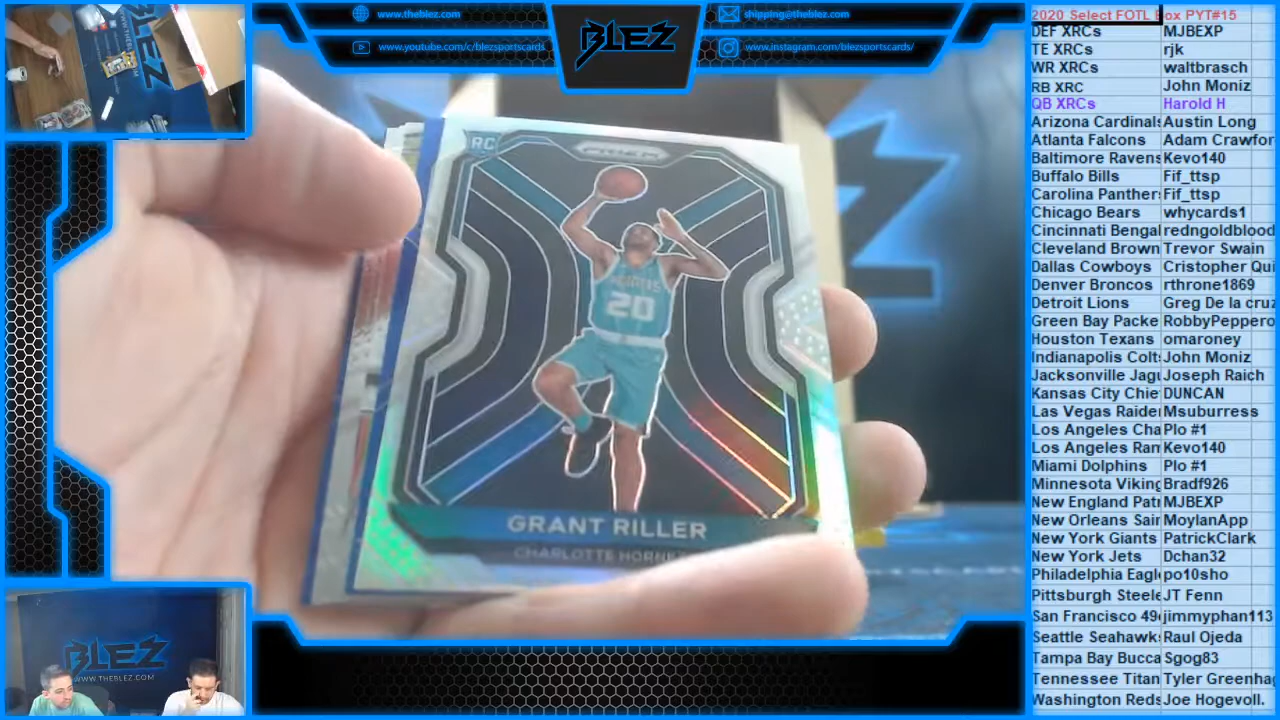 www.theblez.com
www.youtube.com/c/blezsportscards
BLEZ
shipping@theblez.com
www.instagram.com/blezsportscards/
RC
PRIZM
HORNETS
20
GRANT RILLER
CHARLOTTE HORNE
BLEZ
WWW.THEBLEZ.COM
2020 Select FOTL Box PYT#15
DEF XRCs MJBEXP
TE XRCs rjk
WR XRCs waltbrasch
RB XRC John Moniz
QB XRCs Harold H
Arizona Cardinals Austin Long
Atlanta Falcons Adam Crawfor
Baltimore Ravens Kevo140
Buffalo Bills Fif_ttsp
Carolina Panthers Fif_ttsp
Chicago Bears whycards1
Cincinnati Bengal redngoldblood
Cleveland Brown Trevor Swain
Dallas Cowboys Cristopher Qui
Denver Broncos rthrone1869
Detroit Lions Greg De la cruz
Green Bay Packe RobbyPeppero
Houston Texans omaroney
Indianapolis Colts John Moniz
Jacksonville Jagu Joseph Raich
Kansas City Chie DUNCAN
Las Vegas Raider Msuburress
Los Angeles Cha Plo #1
Los Angeles Ram Kevo140
Miami Dolphins Plo #1
Minnesota Viking Bradf926
New England Patr MJBEXP
New Orleans Sain MoylanApp
New York Giants PatrickClark
New York Jets Dchan32
Philadelphia Eagl po10sho
Pittsburgh Steele JT Fenn
San Francisco 49e jimmyphan113
Seattle Seahawks Raul Ojeda
Tampa Bay Bucca Sgog83
Tennessee Titan Tyler Greenhag
Washington Reds Joe Hogevoll.